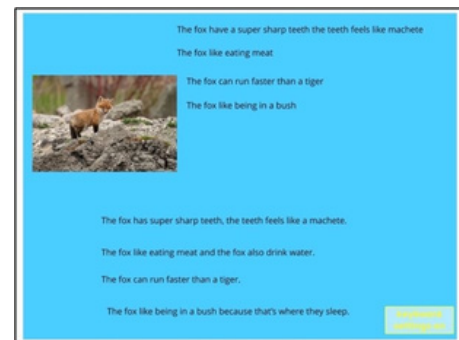 The fox have a super sharp teeth the teeth feels like machete
The fox like eating meat
The fox can run faster than a tiger
The fox like being in a bush
The fox has super sharp teeth, the teeth feels like a machete.
The fox like eating meat and the fox also drink water.
The fox can run faster than a tiger.
The fox like being in a bush because that's where they sleep.